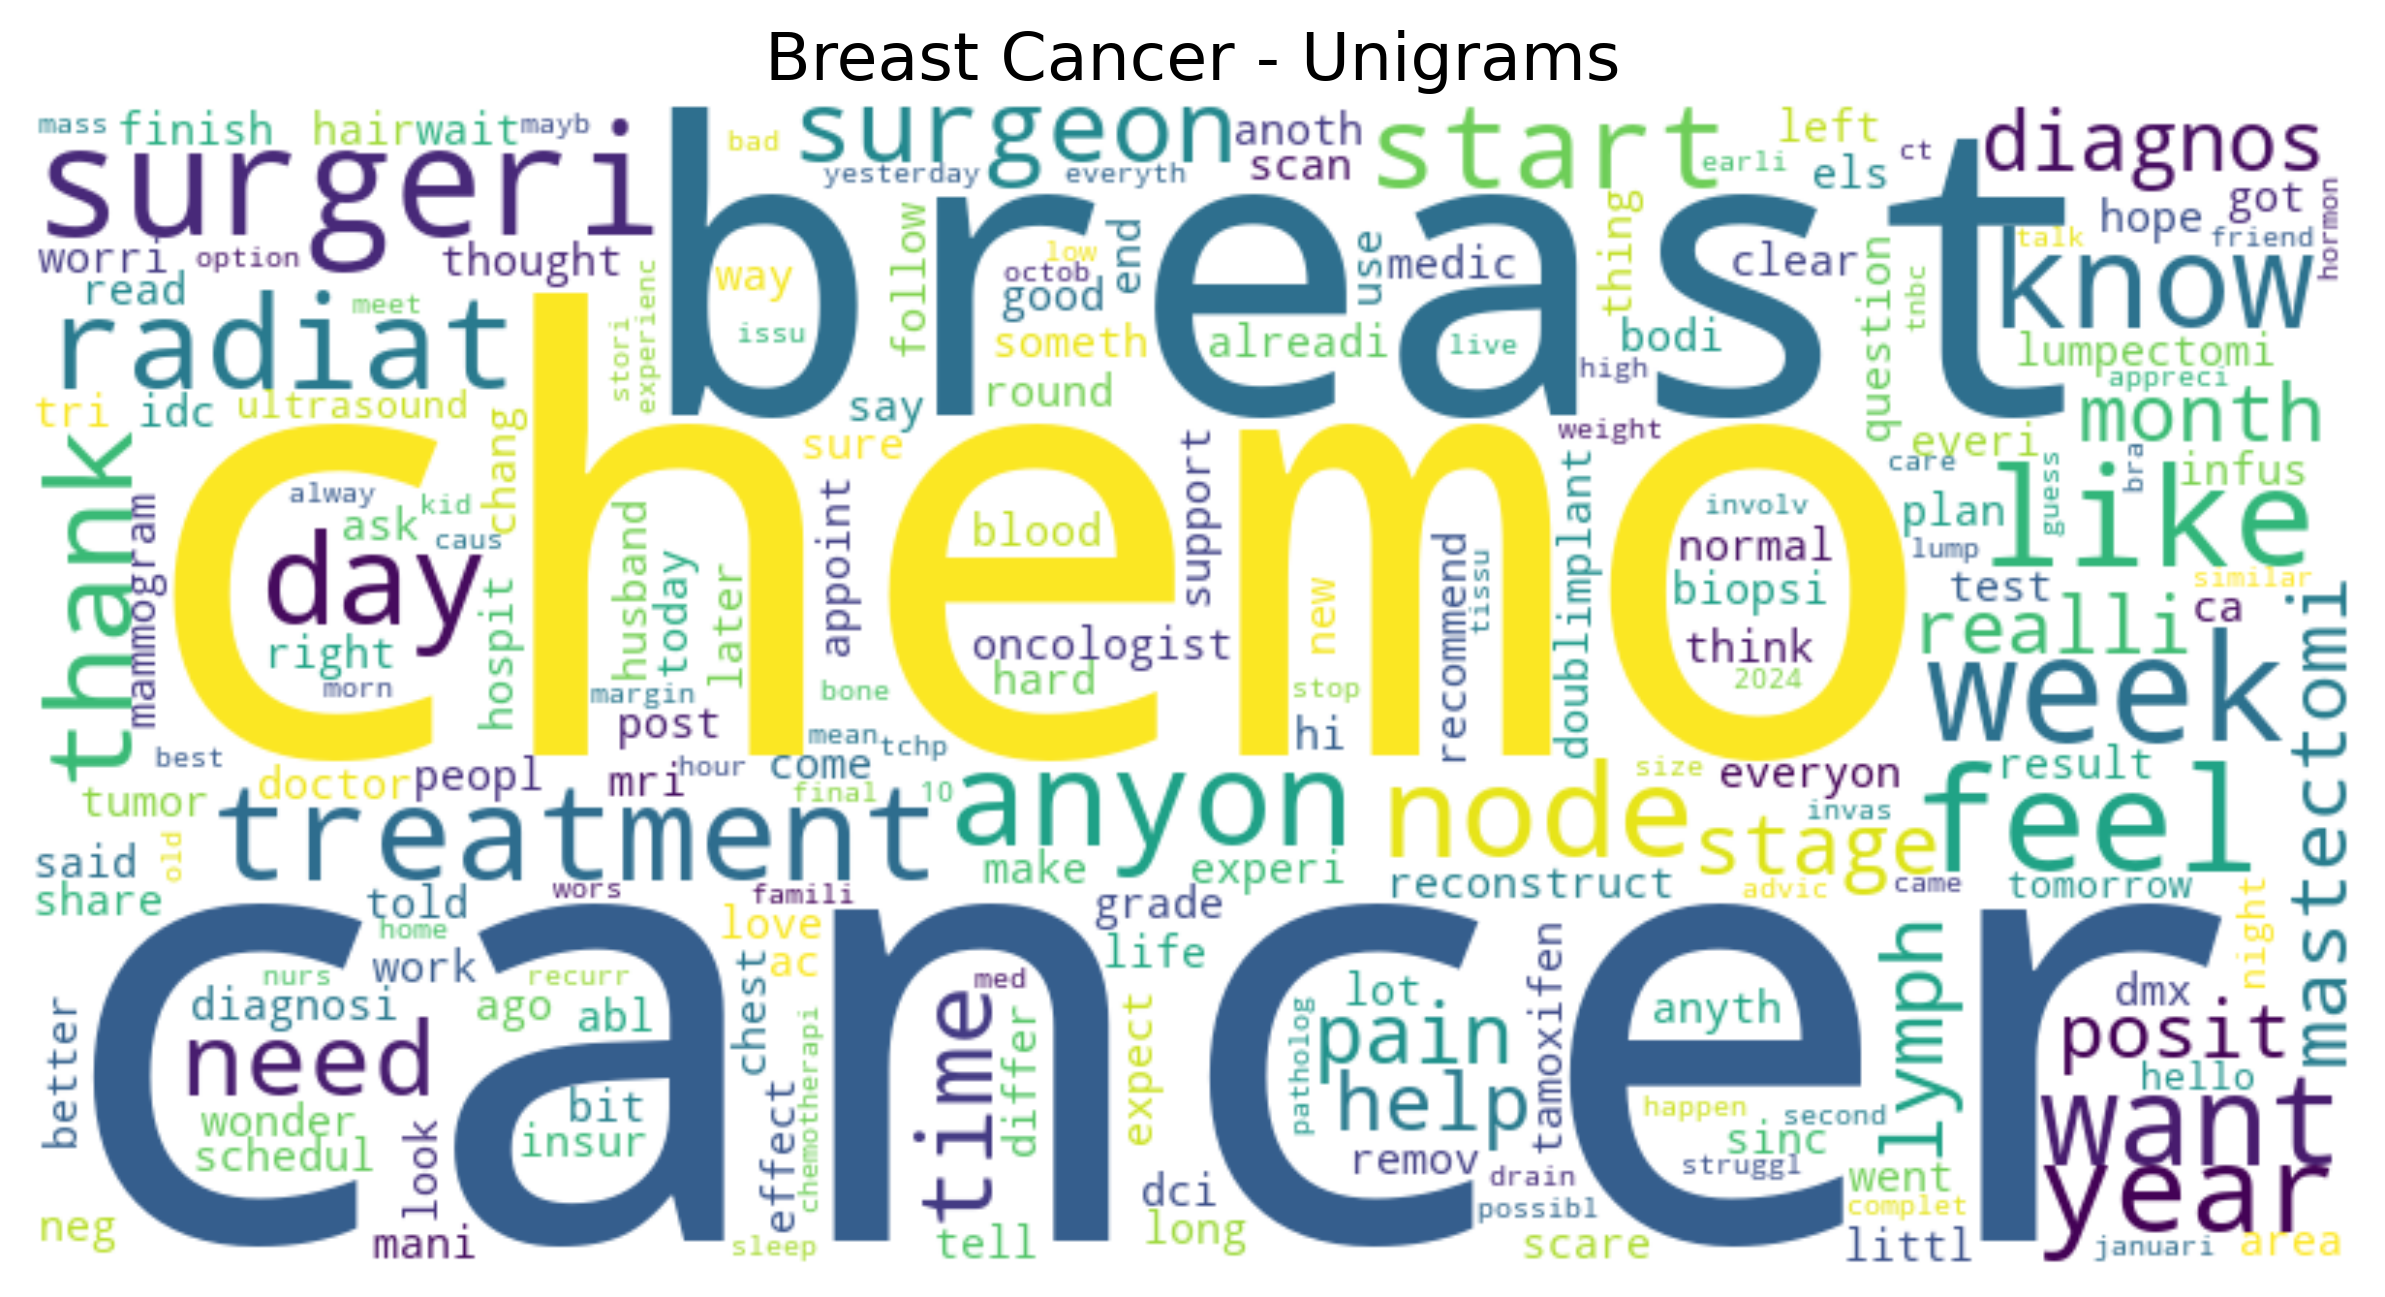 Breast Cancer - Unigrams
mass finish hair wait mayb bad surgeon anoth start left diagnos
surgeri yesterday everyth scan earli els ct got hormon
breast
worri option thought follow low end use medic thing clear hope talk friend
read meet way octob good question tnbc know
radiat stori experienc issu someth alreadi live bodi high lumpectomi appreci
tri idc ultrasound chang say round month
chemo
thank sure support weight everi care bra infus
mammogram alway kid ask caus appoint blood involv plan guess like
day hospit husband today later new recommend tissu doublimplant normal lump similar
biopsi test ca
right oncologist think realli
morn margin bone hard stop 2024 week mastectomi
post mean tchp hi
best doctor peopl mri hour come size everyon result
tumor final 10 anyon node invas feel
treatment stage
said old make experi reconstruct advic came tomorrow
share told wors famili grade
cancer
home love life lymph night
work ac
nurs recurr med lot tamoxifen dmx
diagnosi ago abl chest time differ expect patholog pain anyth posit
better need hello
wonder bit effect chemotherapi help happen second want
schedul insur sinc
look remov drain struggl went year
dci possibl complet
neg mani sleep tell long scare littl januari area